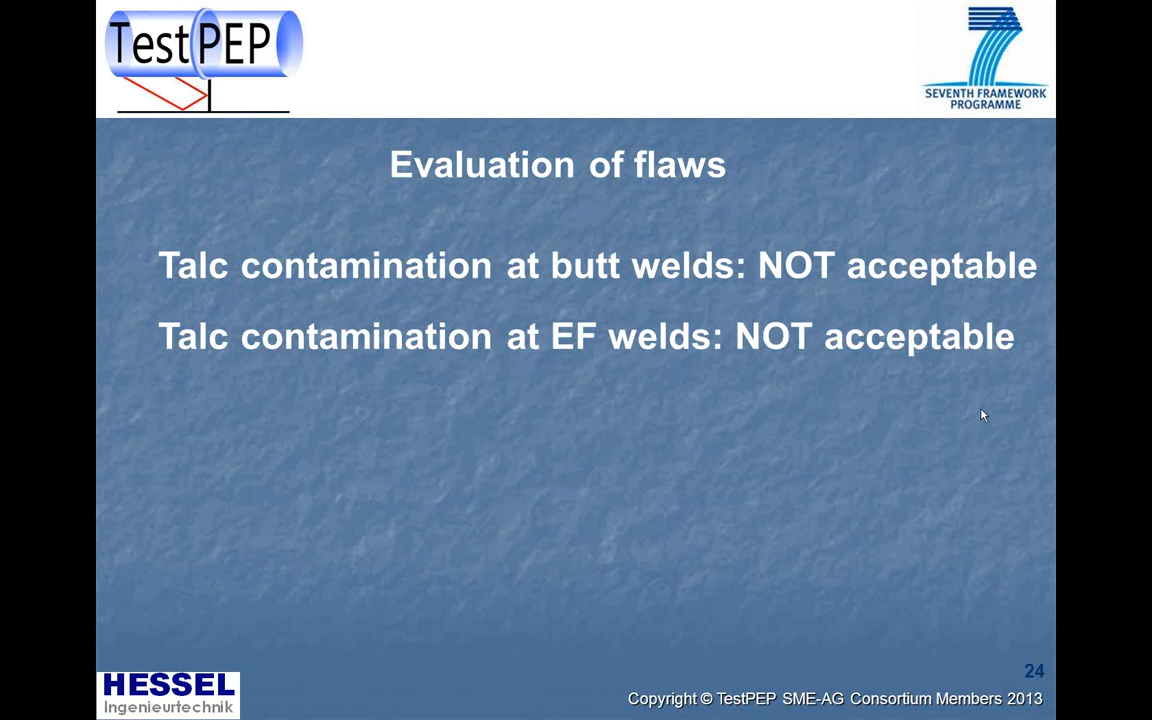 TestPEP
7
SEVENTH FRAMEWORK
PROGRAMME
Evaluation of flaws
Talc contamination at butt welds: NOT acceptable
Talc contamination at EF welds: NOT acceptable
24
HESSEL
Ingenieurtechnik
Copyright © TestPEP SME-AG Consortium Members 2013